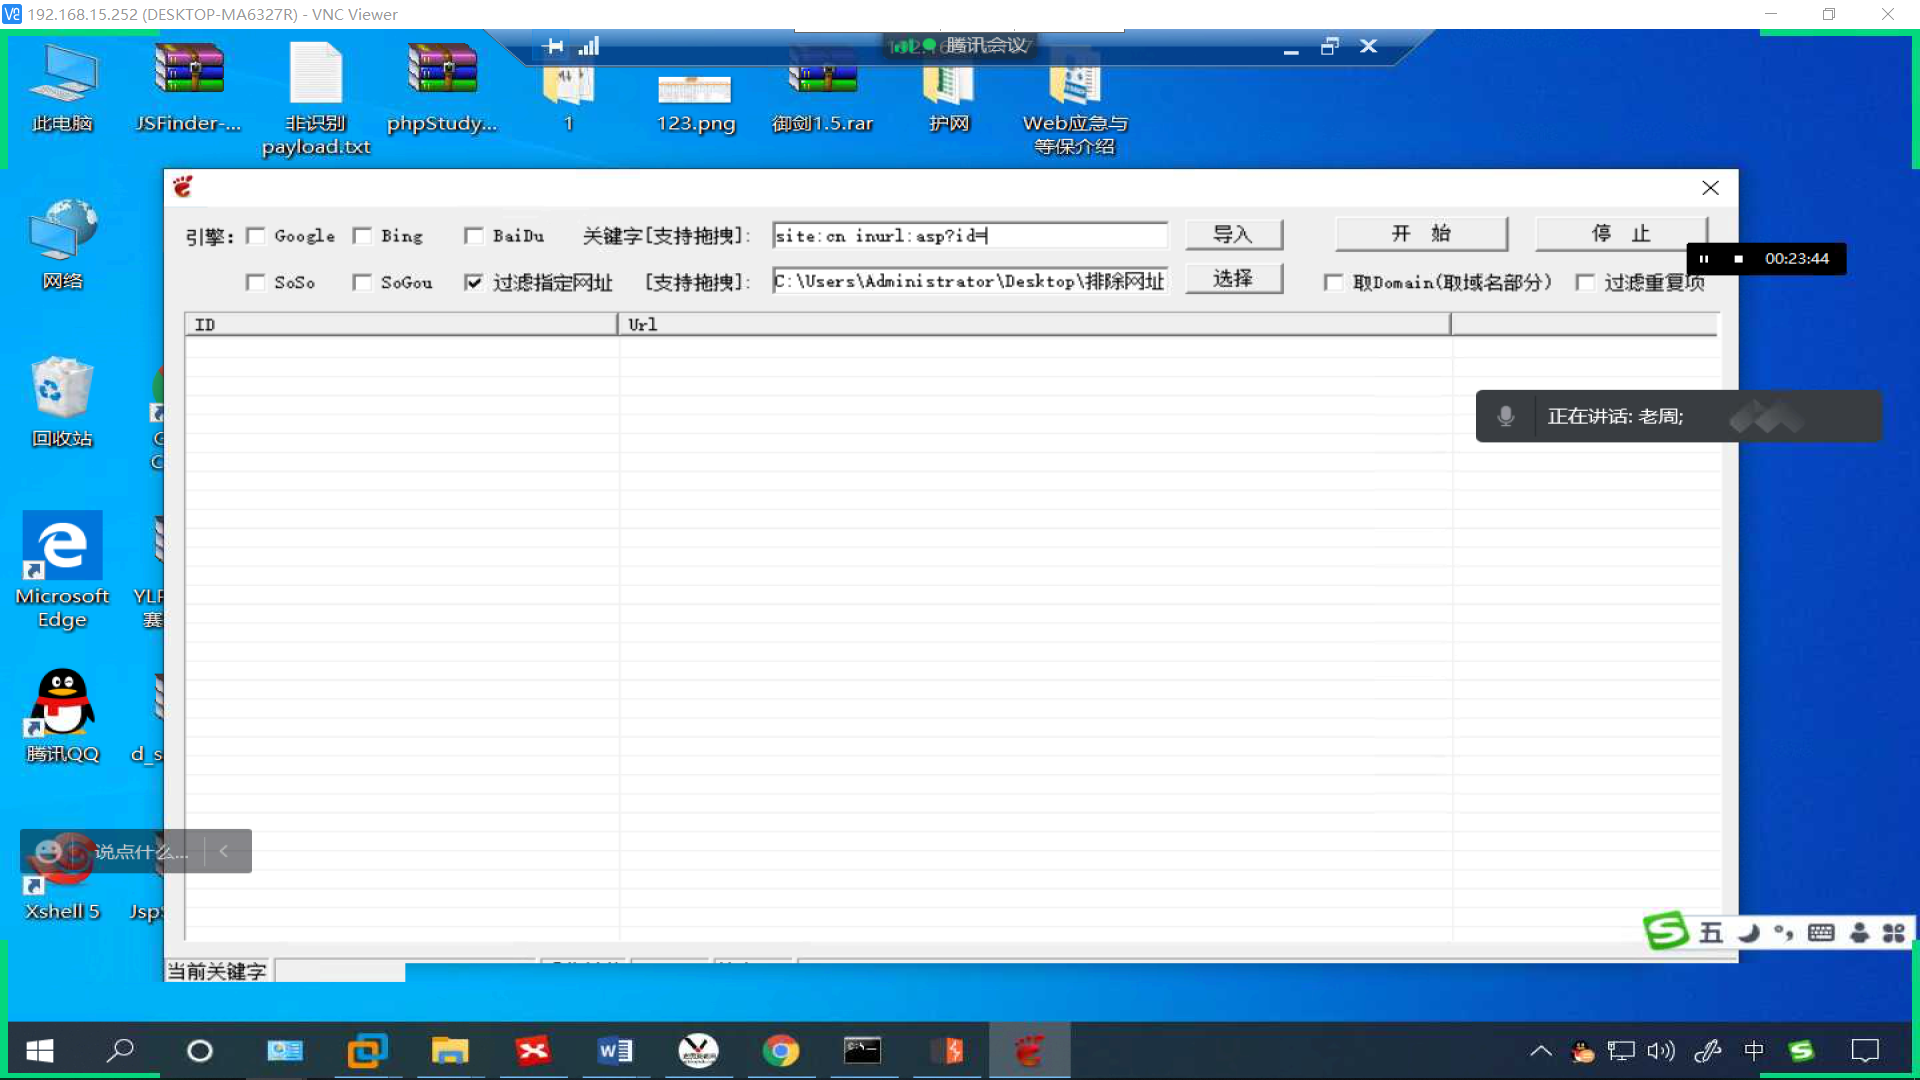 192.168.15.252 (DESKTOP-MA6327R) - VNC Viewer
腾讯会议
此电脑
JSFinder-...
非识别
payload.txt
phpStudy...
1
123.png
御剑1.5.rar
护网
Web应急与
等保介绍
引擎:
Google
Bing
BaiDu
关键字[支持拖拽]:
site:cn inurl:asp?id=
导入
开 始
停 止
SoSo
SoGou
过滤指定网址
[支持拖拽]:
C:\Users\Administrator\Desktop\排除网址
选择
取Domain(取域名部分)
过滤重复项
00:23:44
ID
Url
网络
正在讲话: 老周;
回收站
Microsoft
Edge
腾讯QQ
d_s
说点什么...
Xshell 5
Jsp
当前关键字
五
中